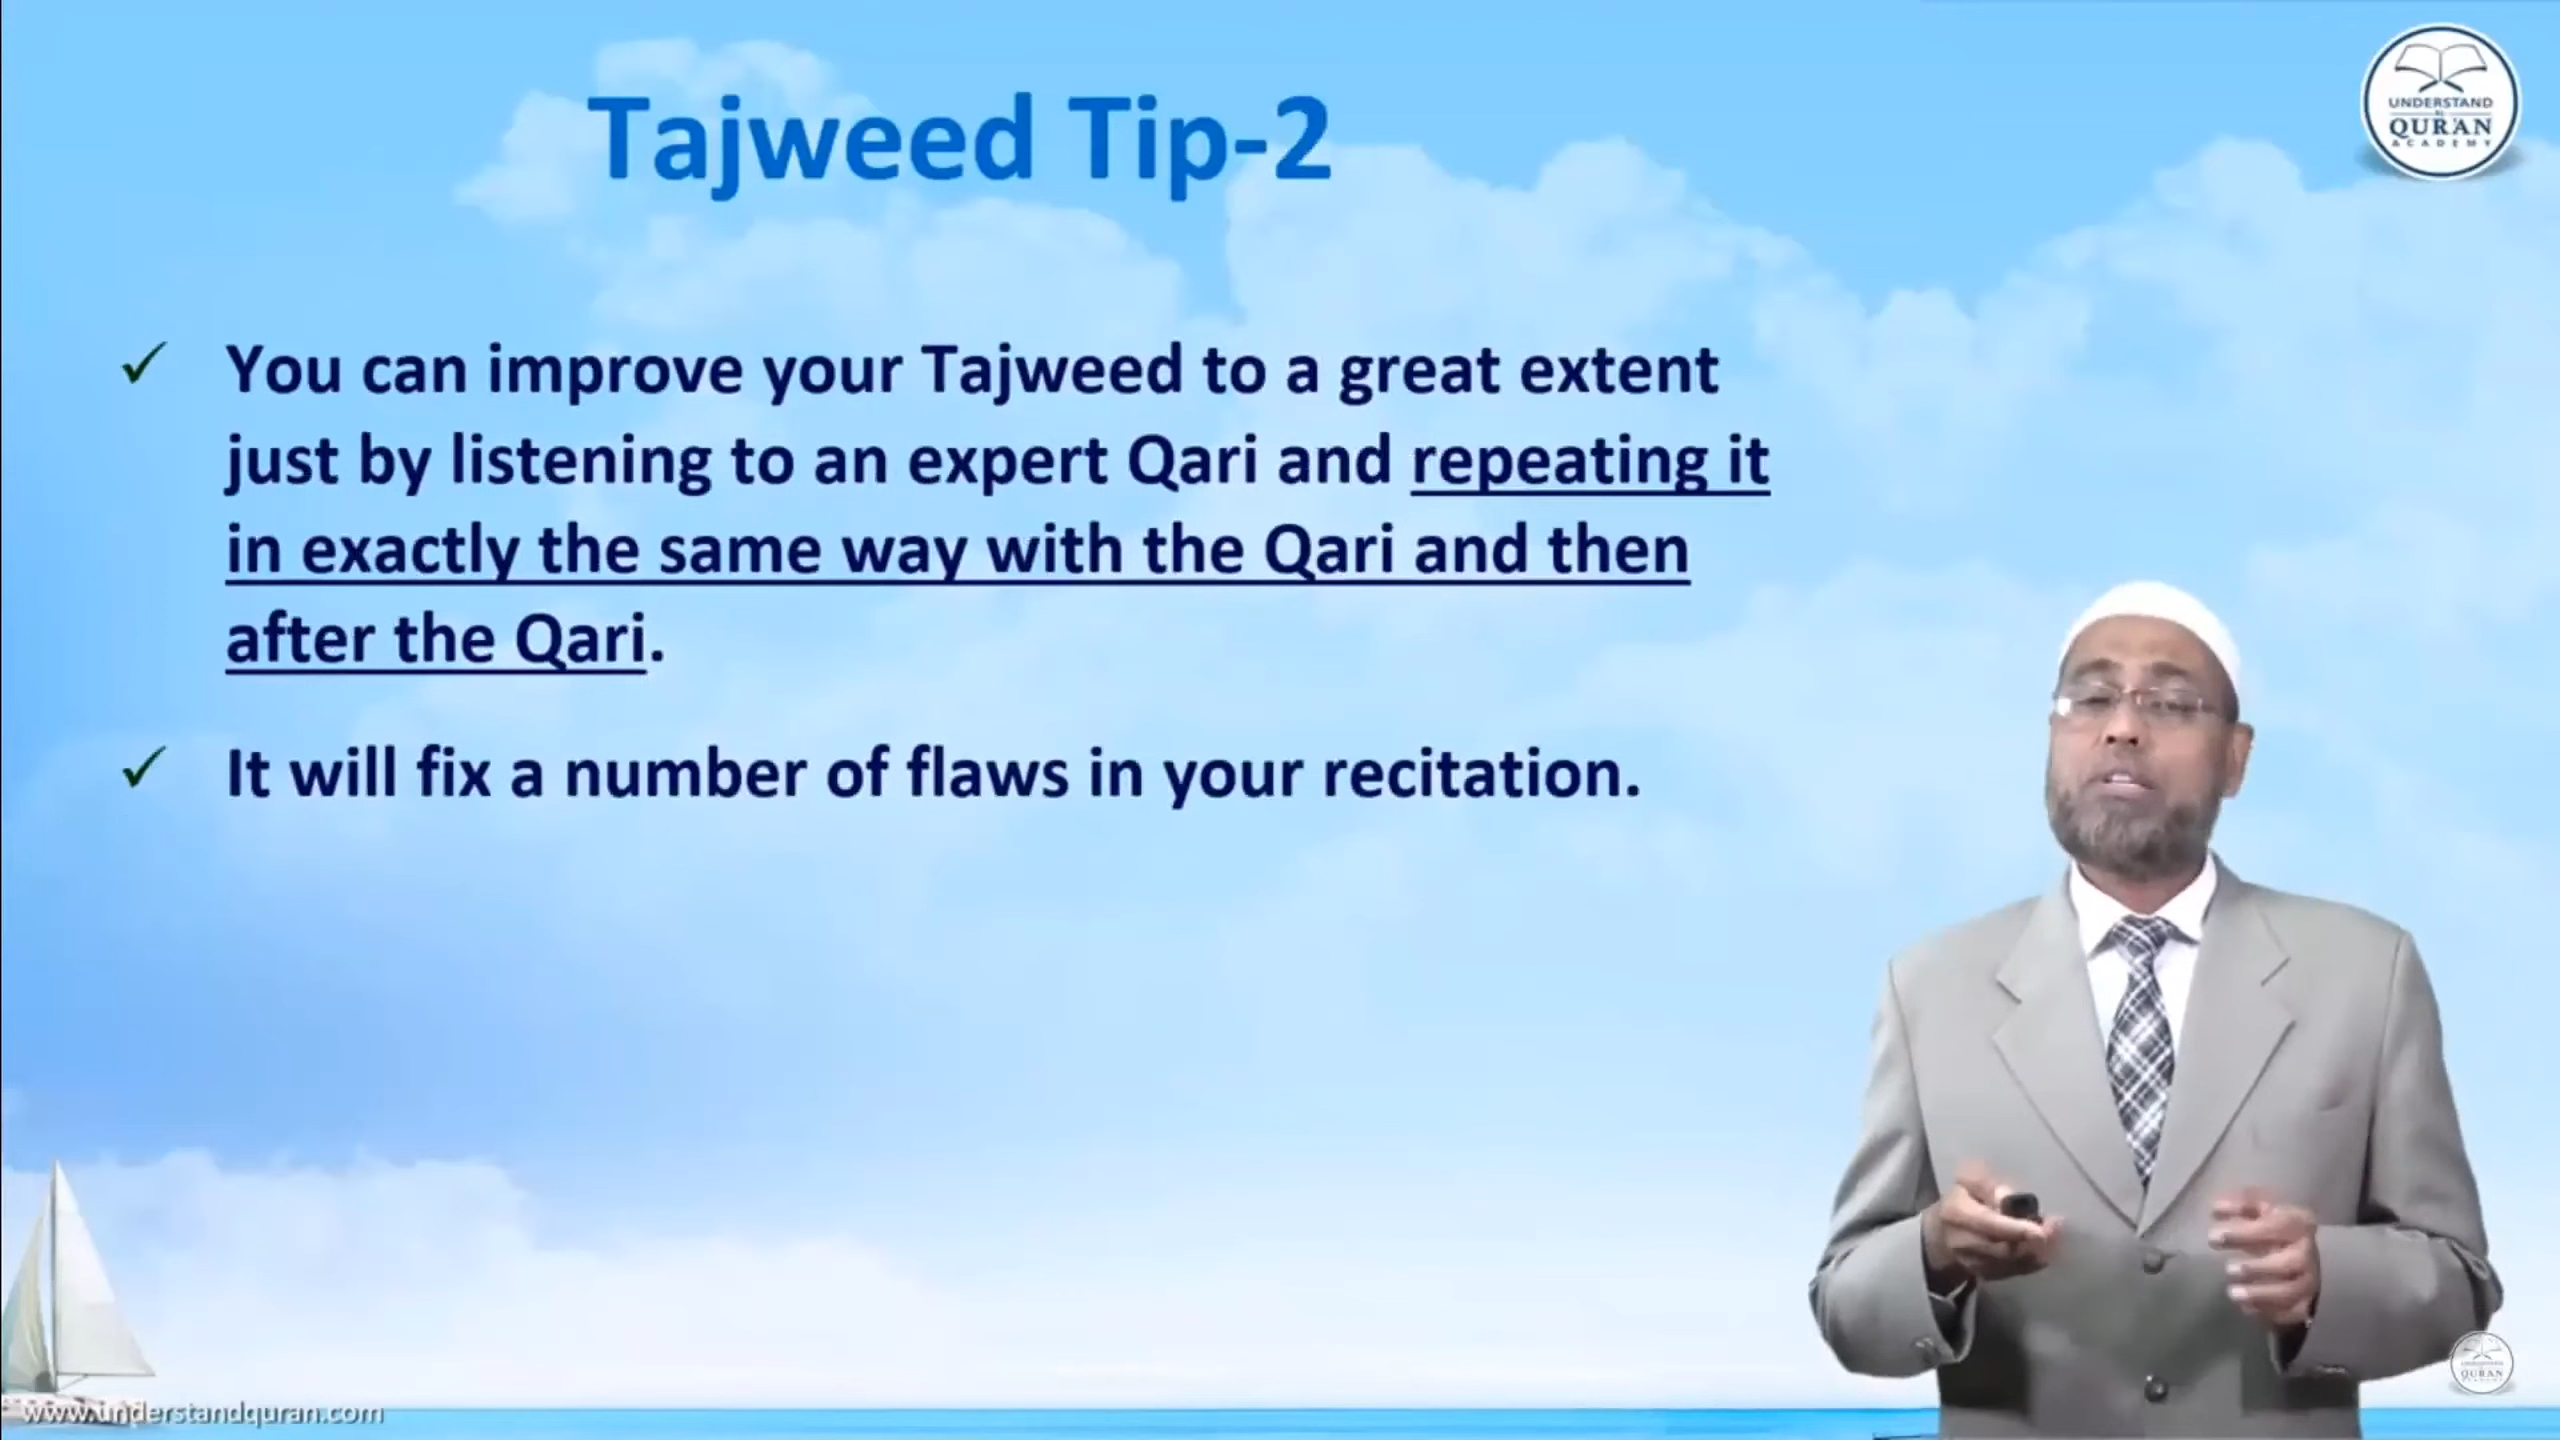 Tajweed Tip-2
UNDERSTAND
QUR'AN
ACADEMY
✓ You can improve your Tajweed to a great extent
just by listening to an expert Qari and repeating it
in exactly the same way with the Qari and then
after the Qari.
✓ It will fix a number of flaws in your recitation.
www.understandquran.com
QURAN